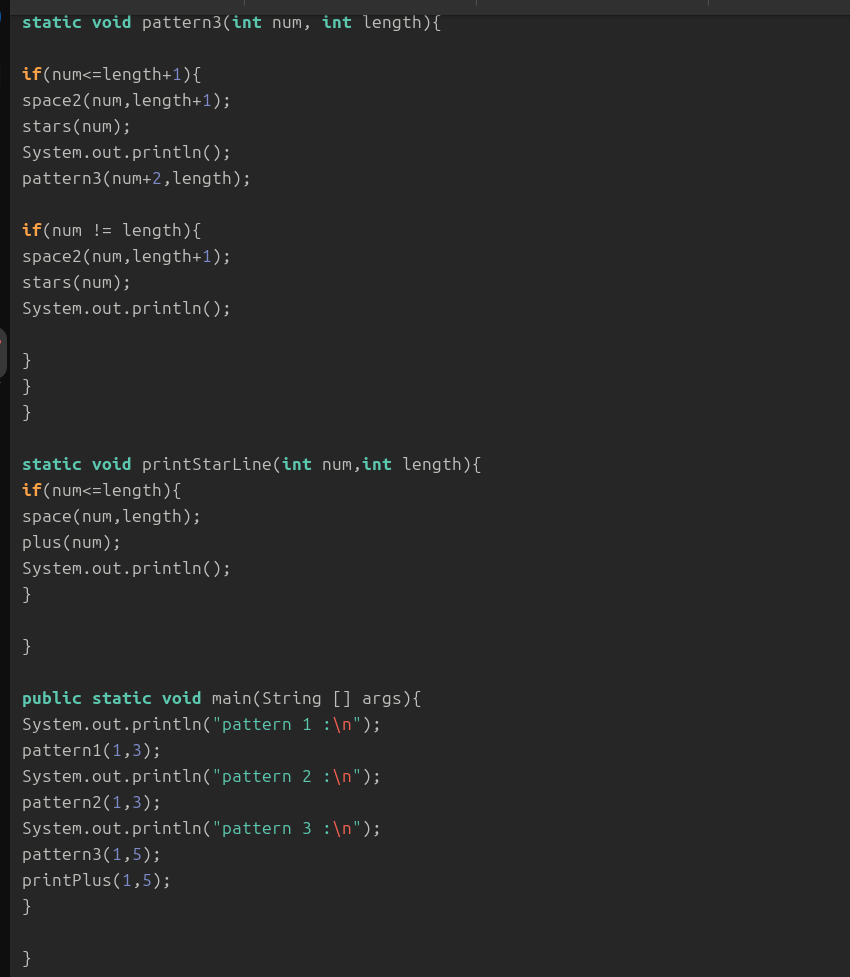 static void pattern3(int num, int length){
if(num<=length+1){
space2(num,length+1);
stars(num);
System.out.println();
pattern3(num+2,length);
if(num != length){
space2(num,length+1);
stars(num);
System.out.println();
}
}
}
static void printStarLine(int num,int length){
if(num<=length){
space(num,length);
plus(num);
System.out.println();
}
}
public static void main(String [] args){
System.out.println("pattern 1 :\n");
pattern1(1,3);
System.out.println("pattern 2 :\n");
pattern2(1,3);
System.out.println("pattern 3 :\n");
pattern3(1,5);
printPlus(1,5);
}
}